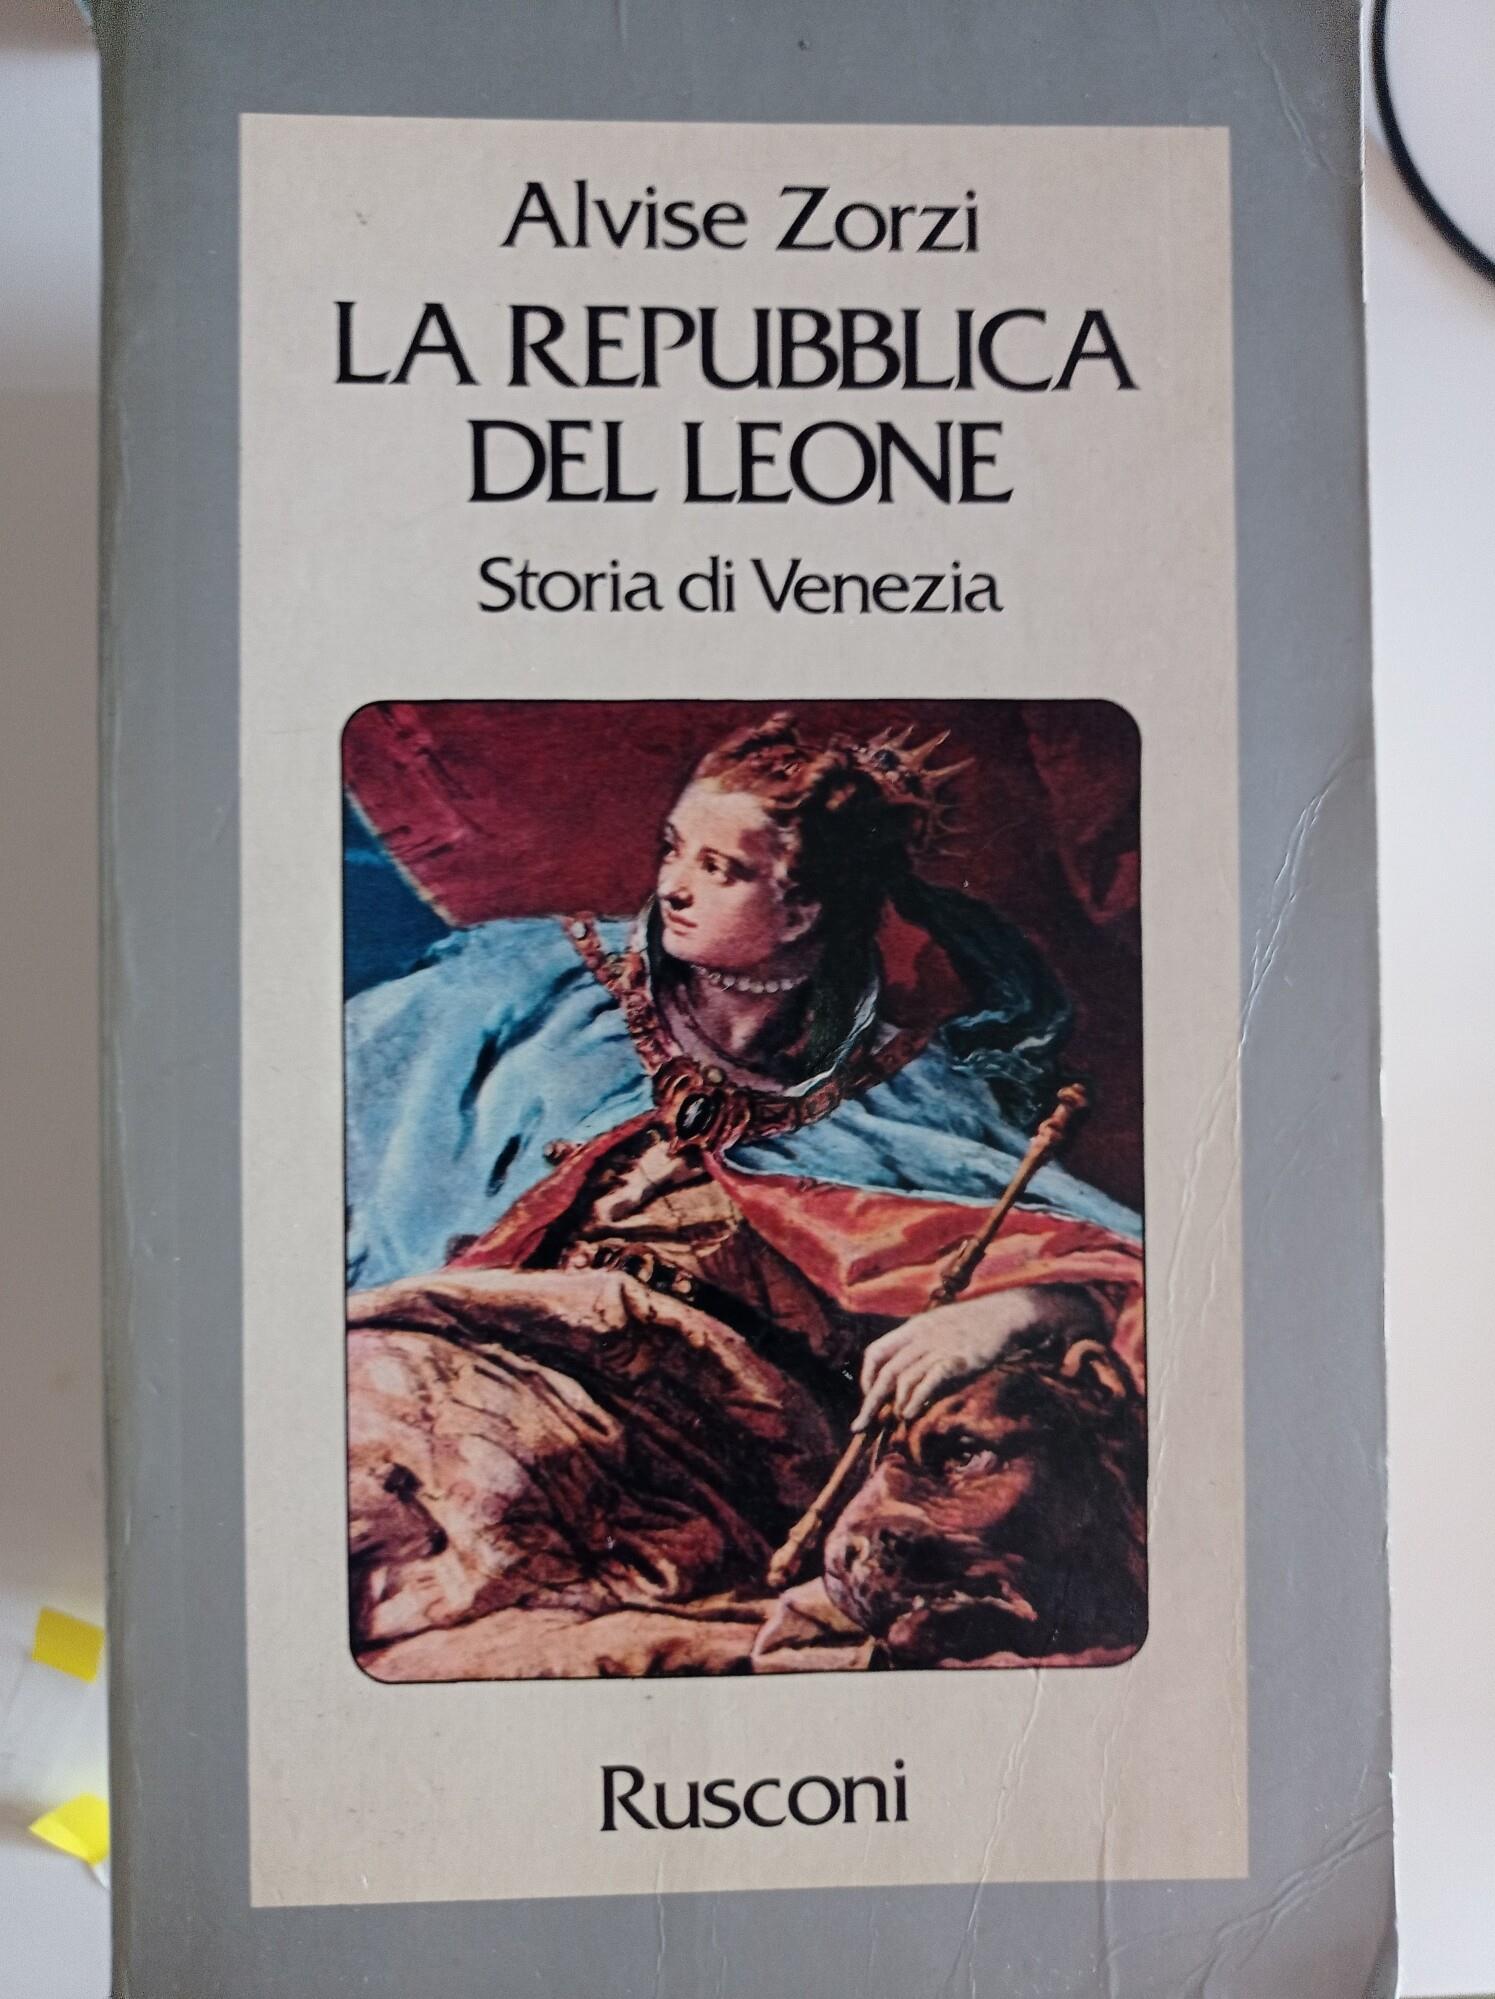 Alvise Zorzi
LA REPUBBLICA
DEL LEONE
Storia di Venezia
Rusconi